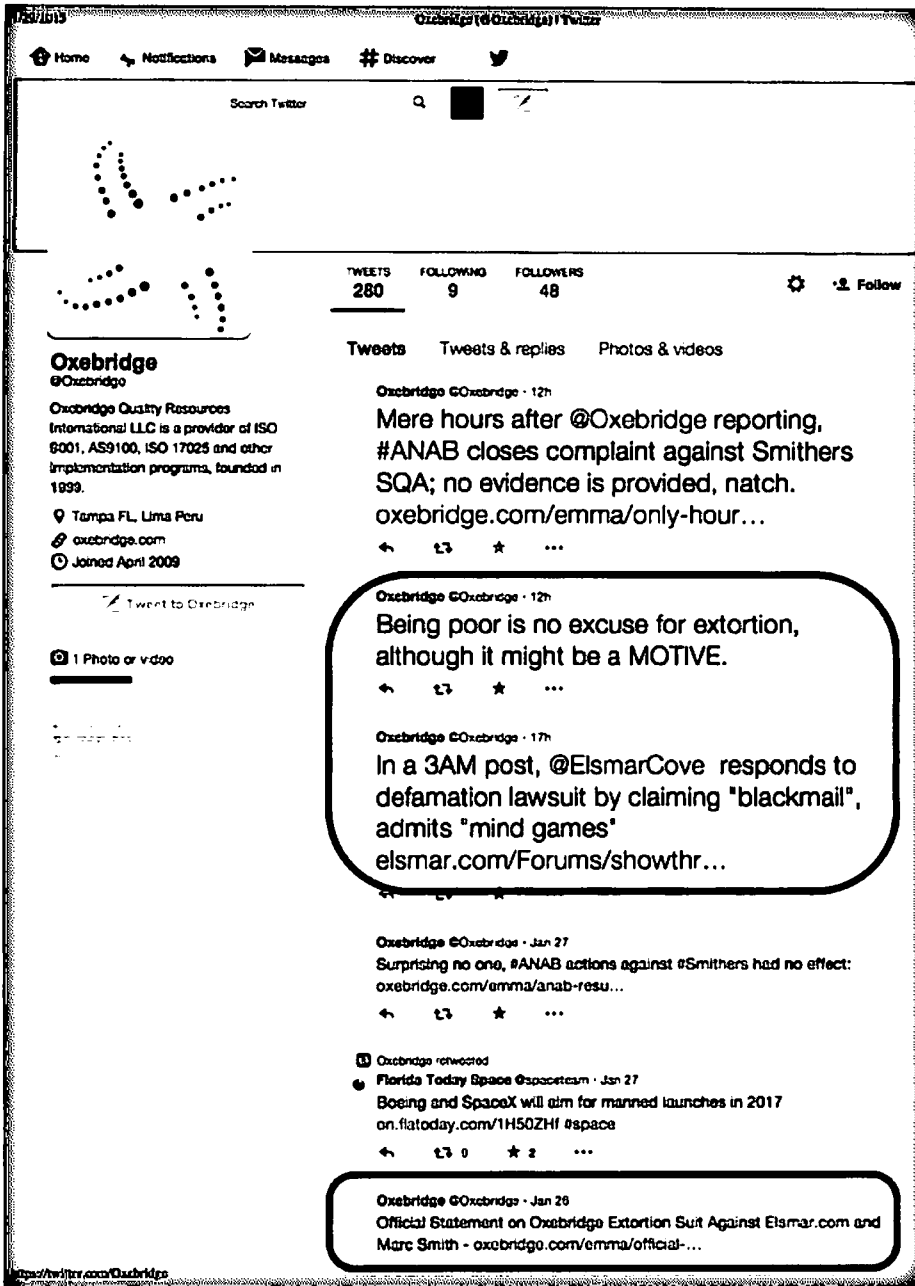 Oxebridge (@Oxebridge) | Twitter
Home Notifications Messages # Discover
Search Twitter
TWEETS FOLLOWING FOLLOWERS
280 9 48
Follow
Tweets Tweets & replies Photos & videos
Oxebridge
@Oxebridge
Oxebridge Quality Resources
International LLC is a provider of ISO
9001, AS9100, ISO 17025 and other
implementation programs, founded in
1999.
Tampa FL, Lima Peru
oxebridge.com
Joined April 2009
Tweet to Oxebridge
1 Photo or video
Oxebridge @Oxebridge · 12h
Mere hours after @Oxebridge reporting,
#ANAB closes complaint against Smithers
SQA; no evidence is provided, natch.
oxebridge.com/emma/only-hour...
Oxebridge @Oxebridge · 12h
Being poor is no excuse for extortion,
although it might be a MOTIVE.
Oxebridge @Oxebridge · 17h
In a 3AM post, @ElsmarCove responds to
defamation lawsuit by claiming "blackmail",
admits "mind games"
elsmar.com/Forums/showthr...
Oxebridge @Oxebridge · Jan 27
Surprising no one, #ANAB actions against #Smithers had no effect:
oxebridge.com/emma/anab-resu...
Oxebridge retweeted
Florida Today Space @spaceteam · Jan 27
Boeing and SpaceX will aim for manned launches in 2017
on.flatoday.com/1H50ZHf #space
0 2
Oxebridge @Oxebridge · Jan 26
Official Statement on Oxebridge Extortion Suit Against Elsmar.com and
Marc Smith - oxebridge.com/emma/official-...
https://twitter.com/Oxebridge